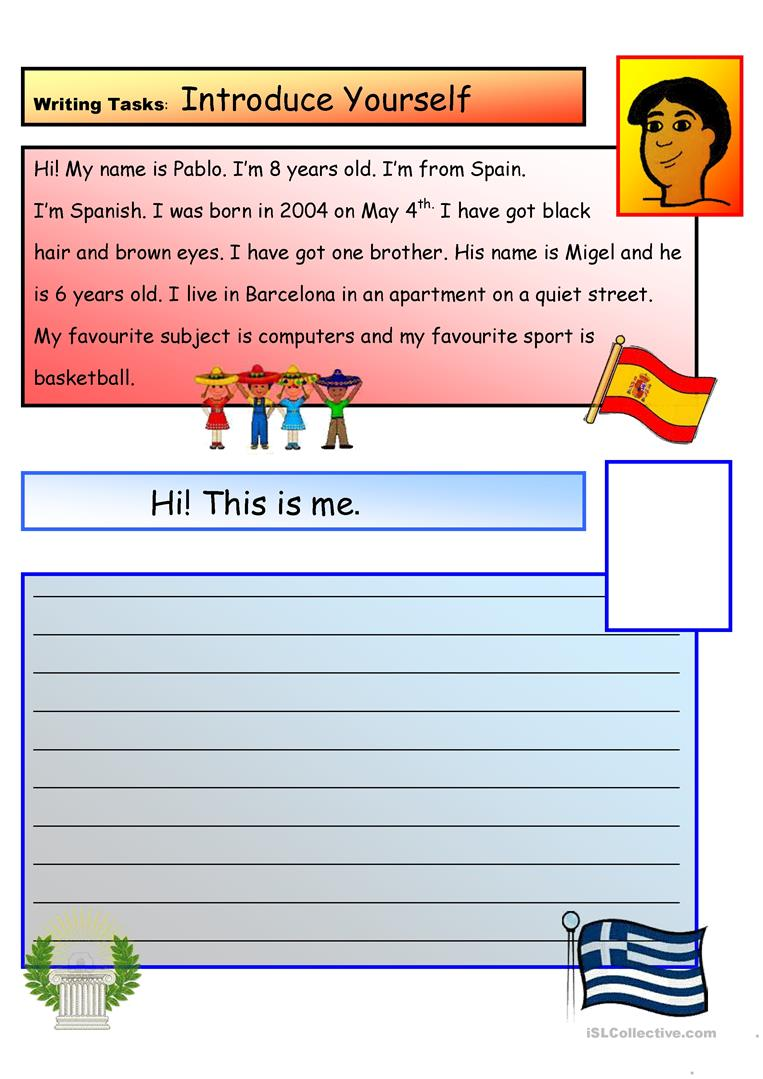 Writing Tasks: Introduce Yourself
Hi! My name is Pablo. I'm 8 years old. I'm from Spain.
I'm Spanish. I was born in 2004 on May 4th. I have got black
hair and brown eyes. I have got one brother. His name is Migel and he
is 6 years old. I live in Barcelona in an apartment on a quiet street.
My favourite subject is computers and my favourite sport is
basketball.
Hi! This is me.
iSLCollective.com